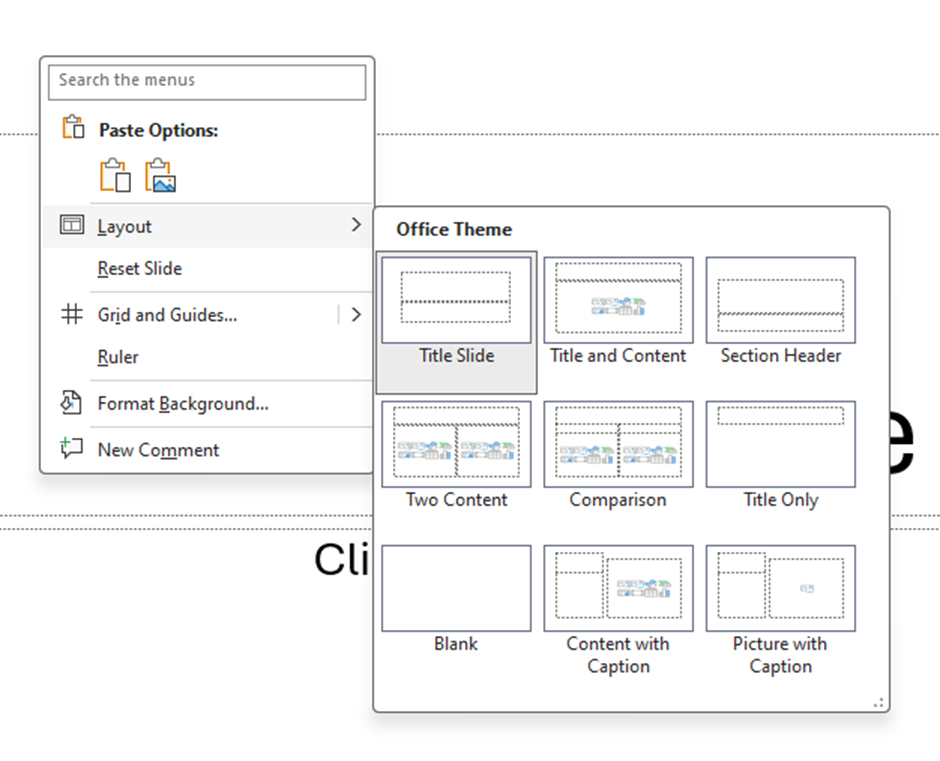 Search the menus
Paste Options:
Layout
Reset Slide
Grid and Guides...
Ruler
Format Background...
New Comment
Office Theme
Title Slide
Title and Content
Section Header
Two Content
Comparison
Title Only
Blank
Content with
Caption
Picture with
Caption
e
Cli